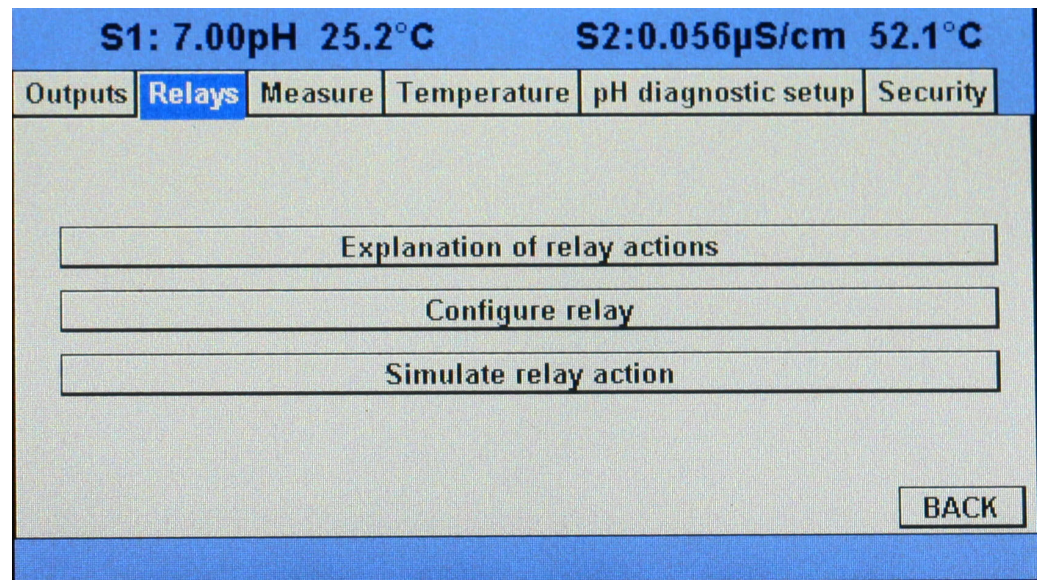 S1: 7.00pH 25.2°C S2:0.056µS/cm 52.1°C
Outputs Relays Measure Temperature pH diagnostic setup Security
Explanation of relay actions
Configure relay
Simulate relay action
BACK